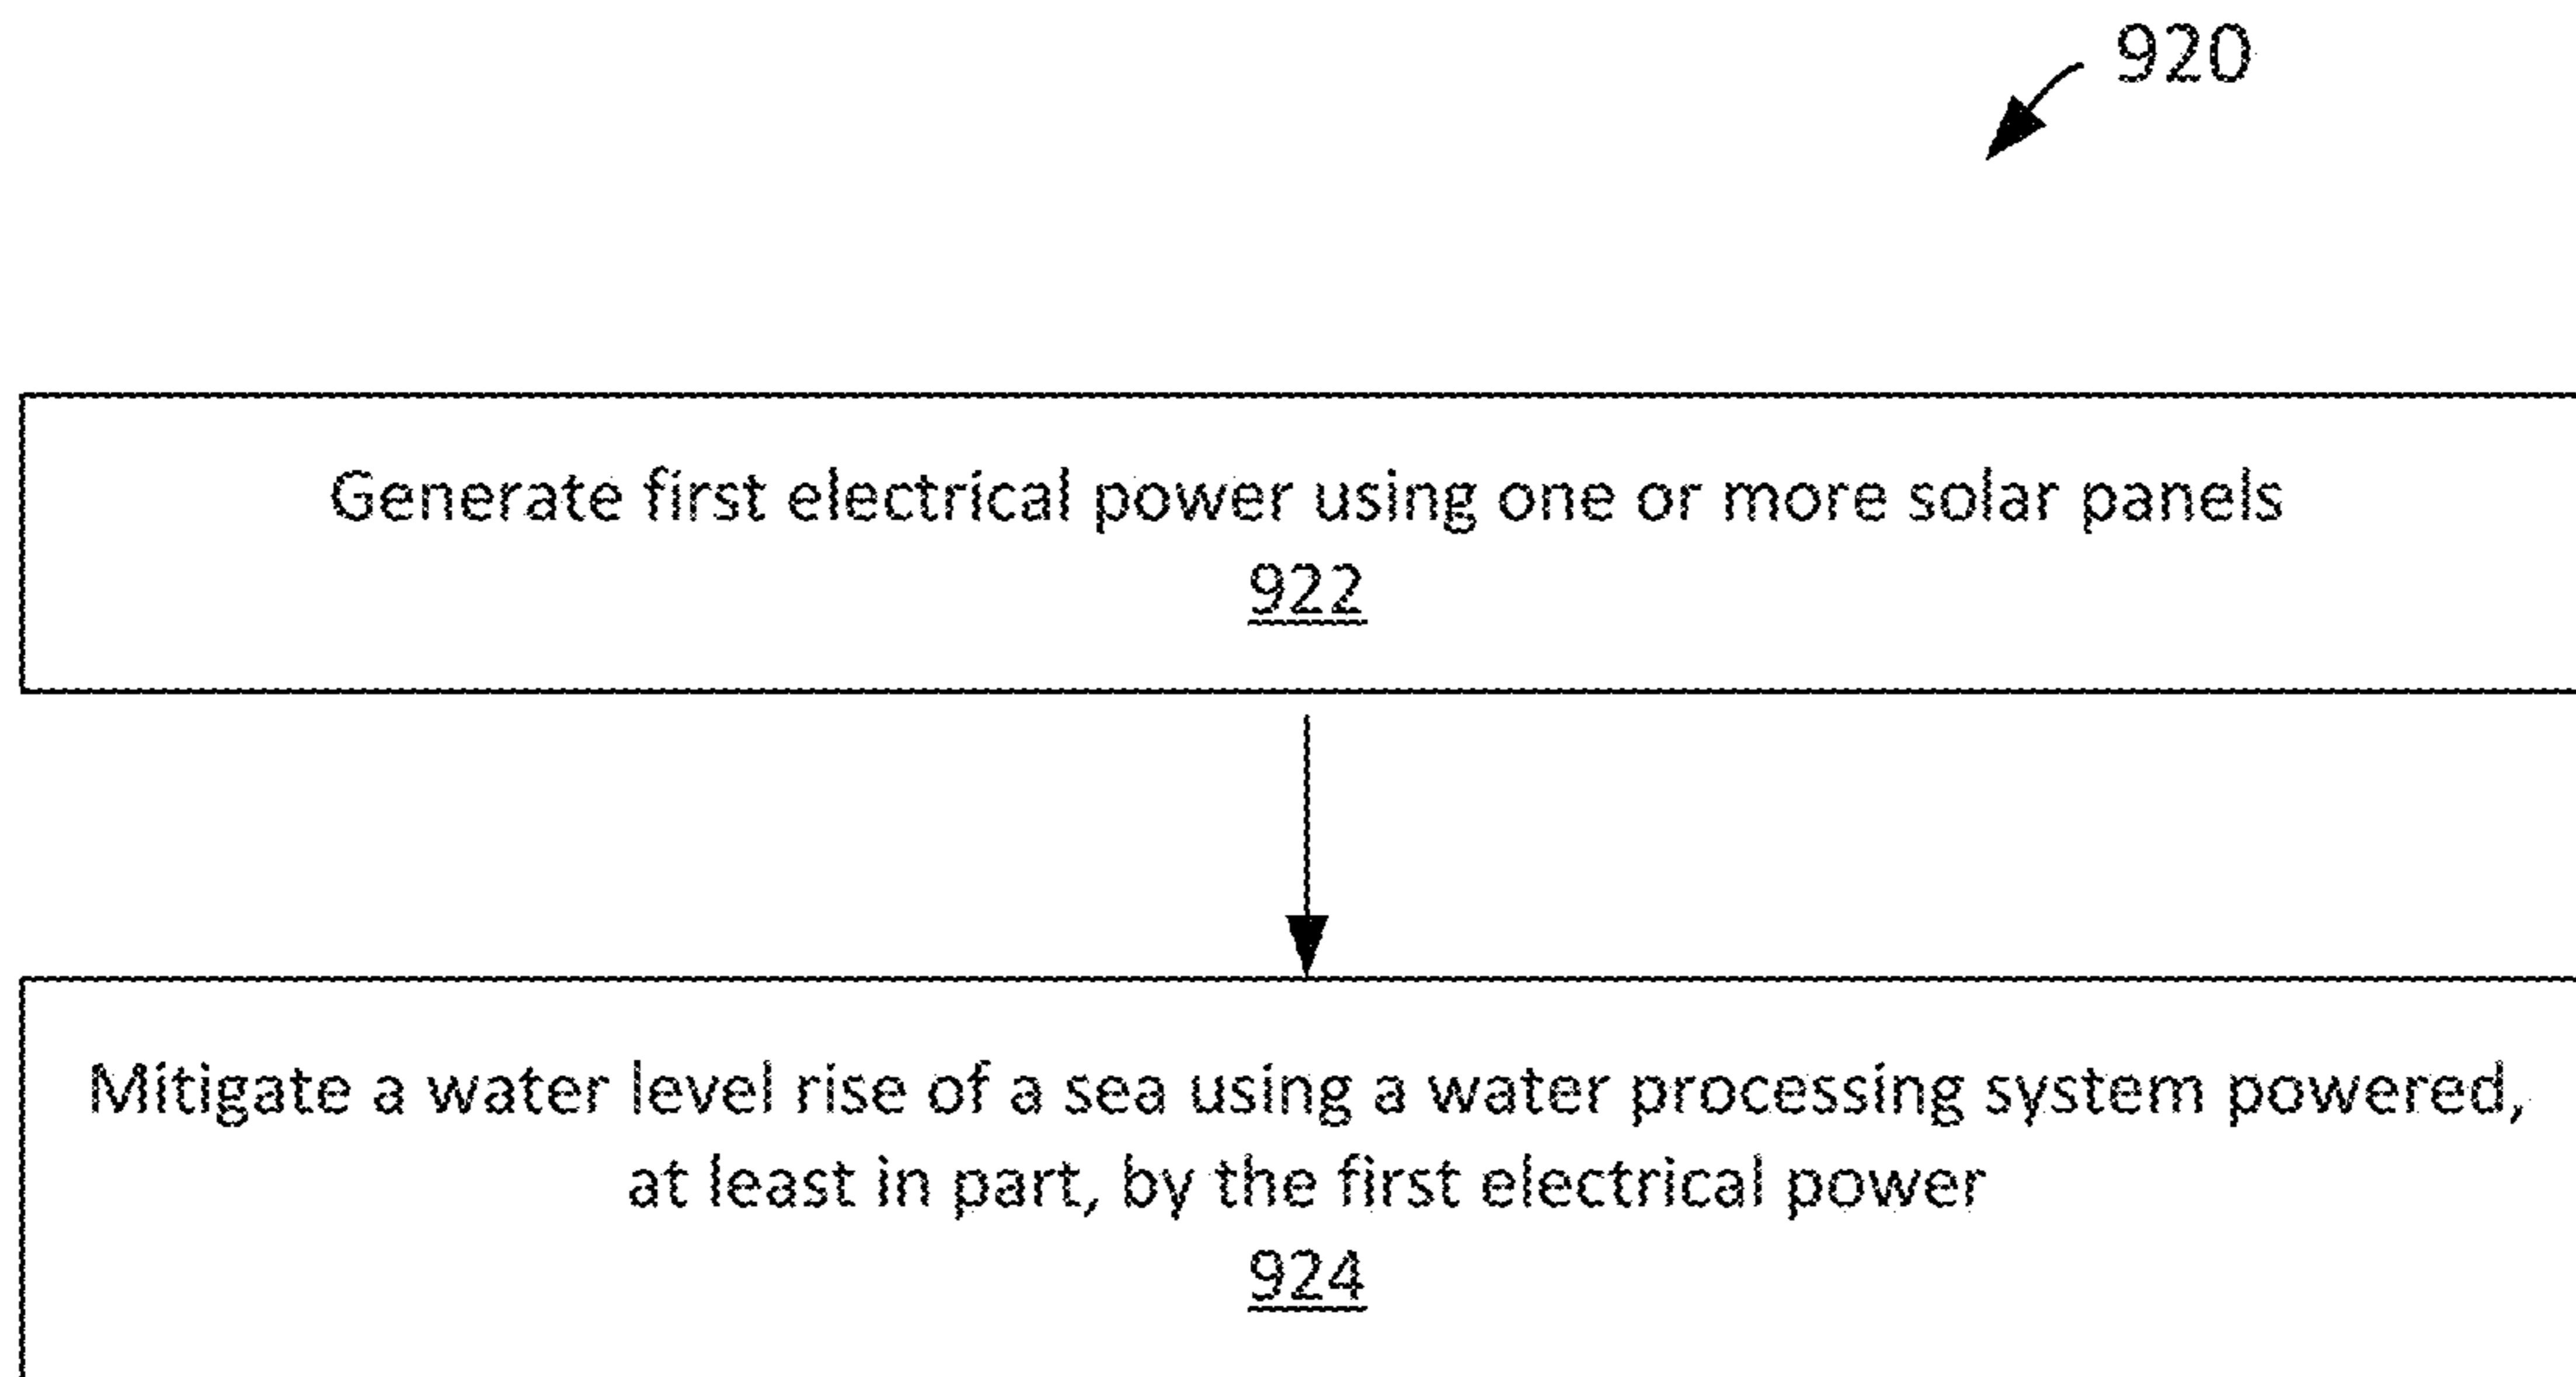 920
Generate first electrical power using one or more solar panels
922
Mitigate a water level rise of a sea using a water processing system powered,
at least in part, by the first electrical power
924